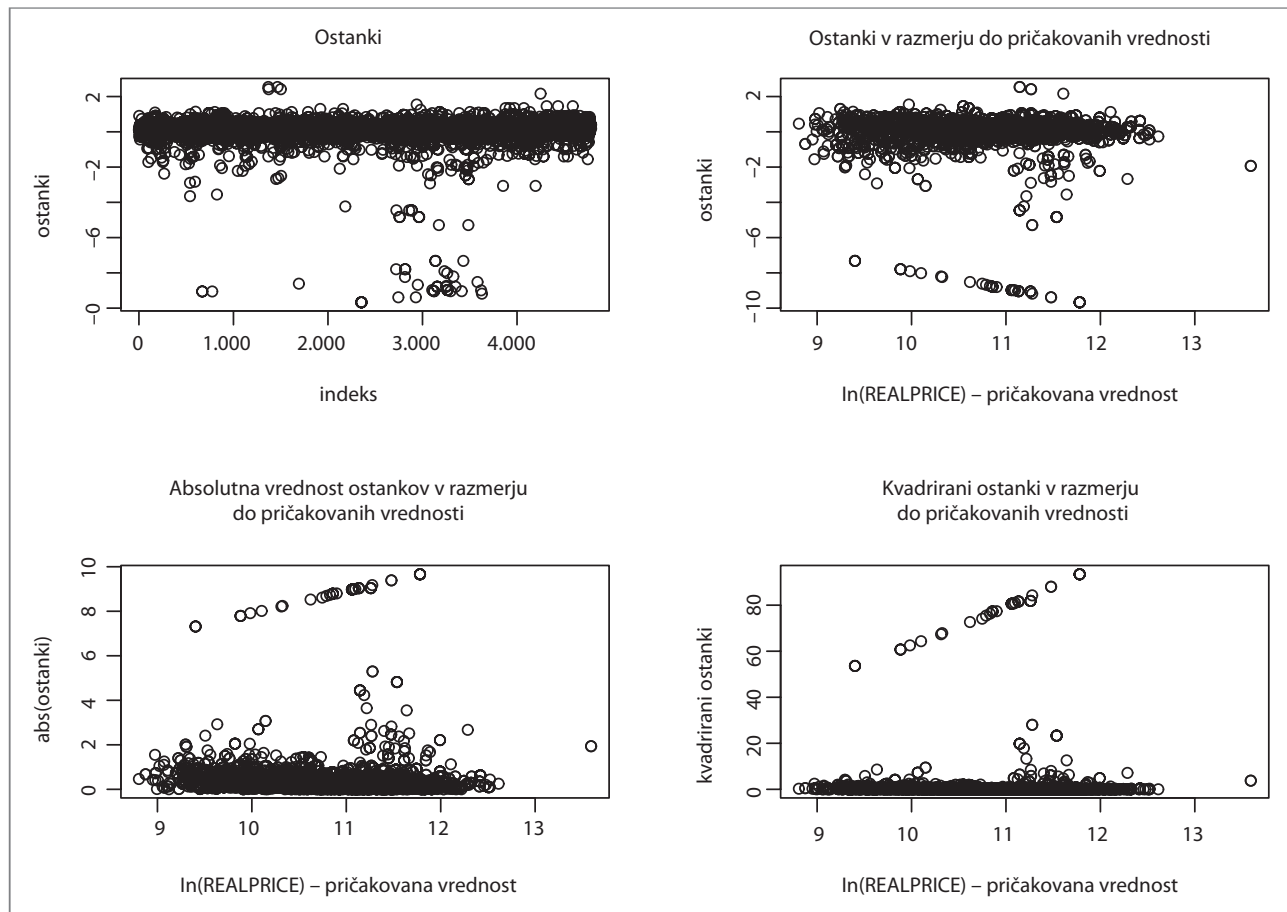 Ostanki
ostanki
2
−2
−6
−0
0
1.000
2.000
3.000
4.000
indeks
Ostanki v razmerju do pričakovanih vrednosti
ostanki
2
−2
−6
−10
9
10
11
12
13
ln(REALPRICE) – pričakovana vrednost
Absolutna vrednost ostankov v razmerju
do pričakovanih vrednosti
abs(ostanki)
10
8
6
4
2
0
9
10
11
12
13
ln(REALPRICE) – pričakovana vrednost
Kvadrirani ostanki v razmerju
do pričakovanih vrednosti
kvadrirani ostanki
80
60
40
20
0
9
10
11
12
13
ln(REALPRICE) – pričakovana vrednost